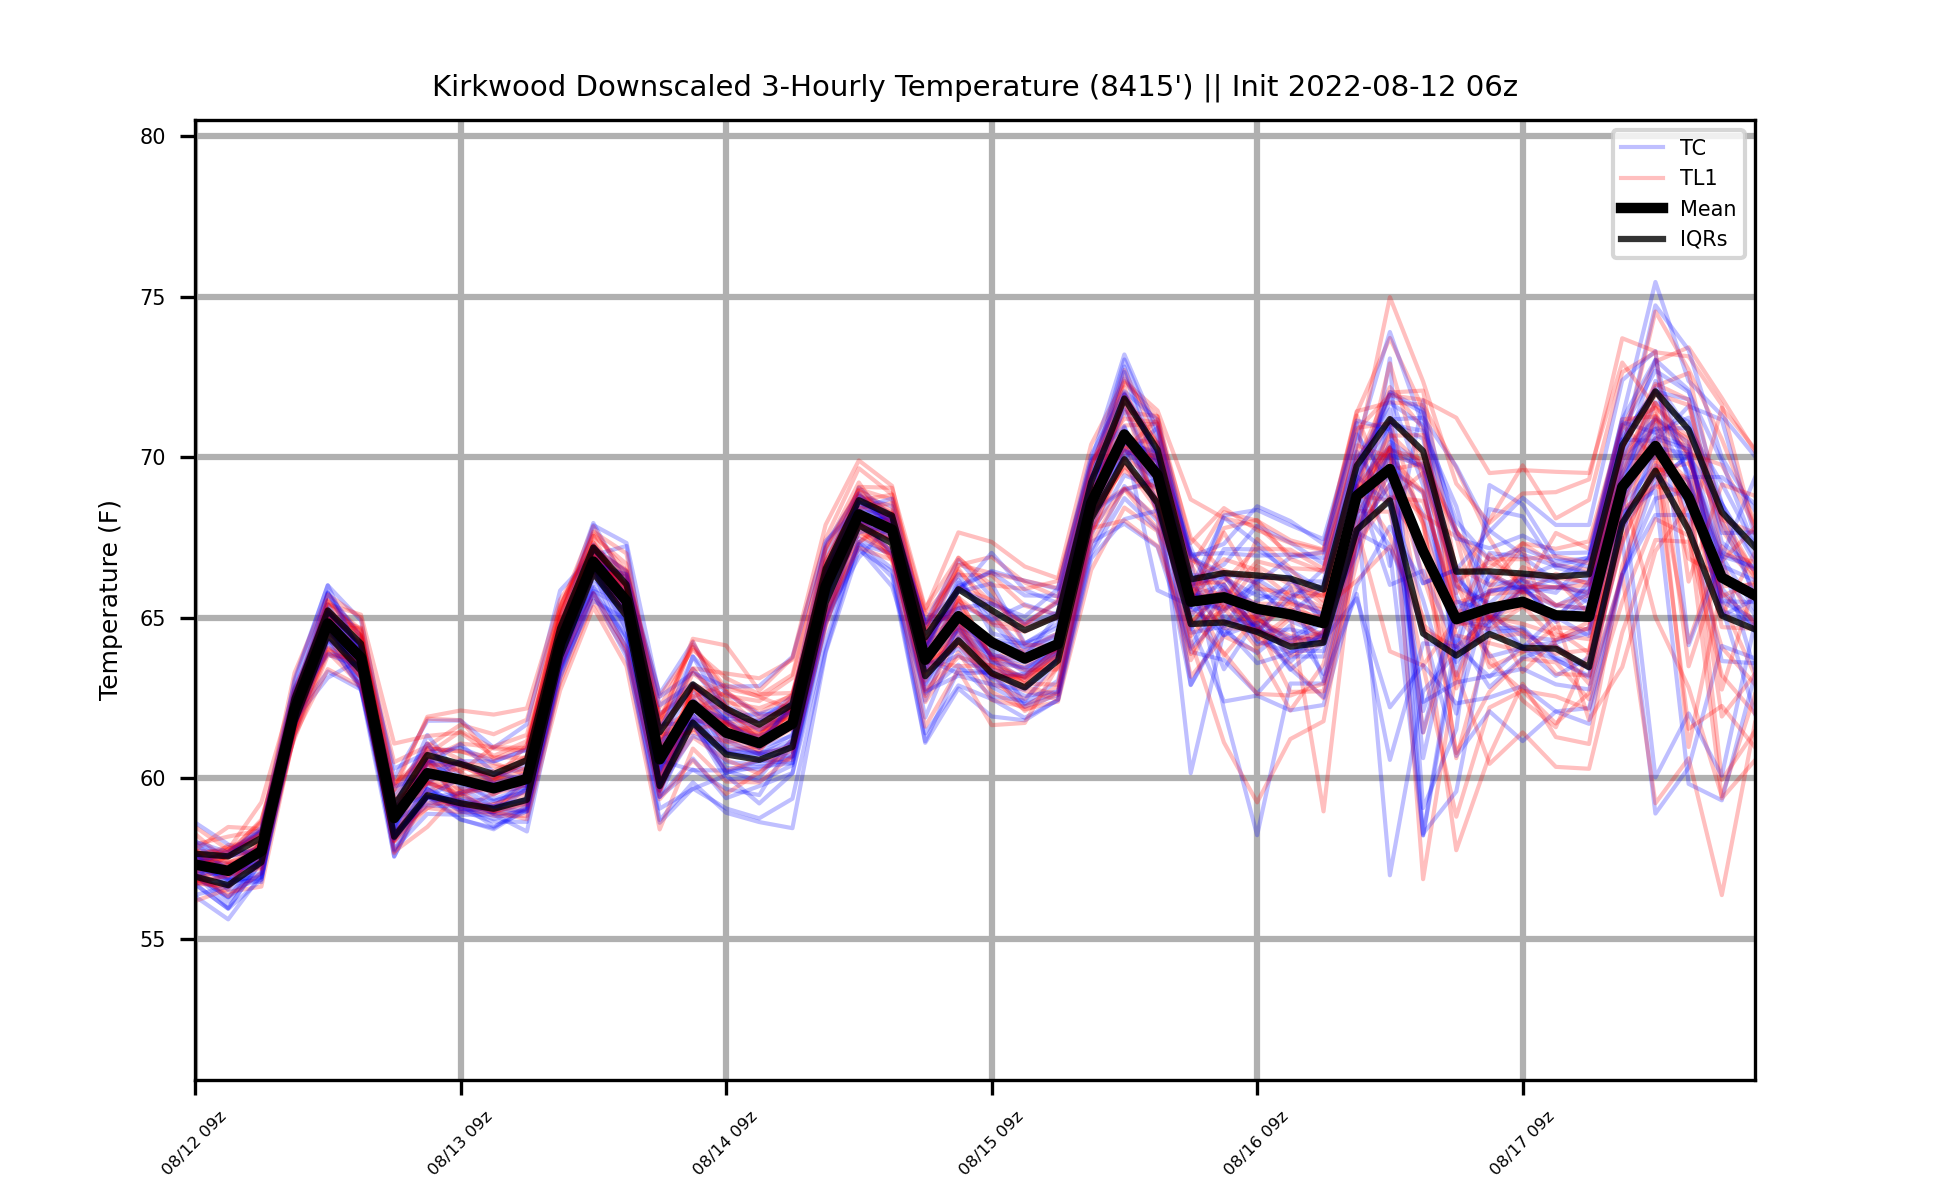 Kirkwood Downscaled 3-Hourly Temperature (8415') || Init 2022-08-12 06z
TC
TL1
Mean
IQRs
Temperature (F)
80
75
70
65
60
55
08/12 09z
08/13 09z
08/14 09z
08/15 09z
08/16 09z
08/17 09z